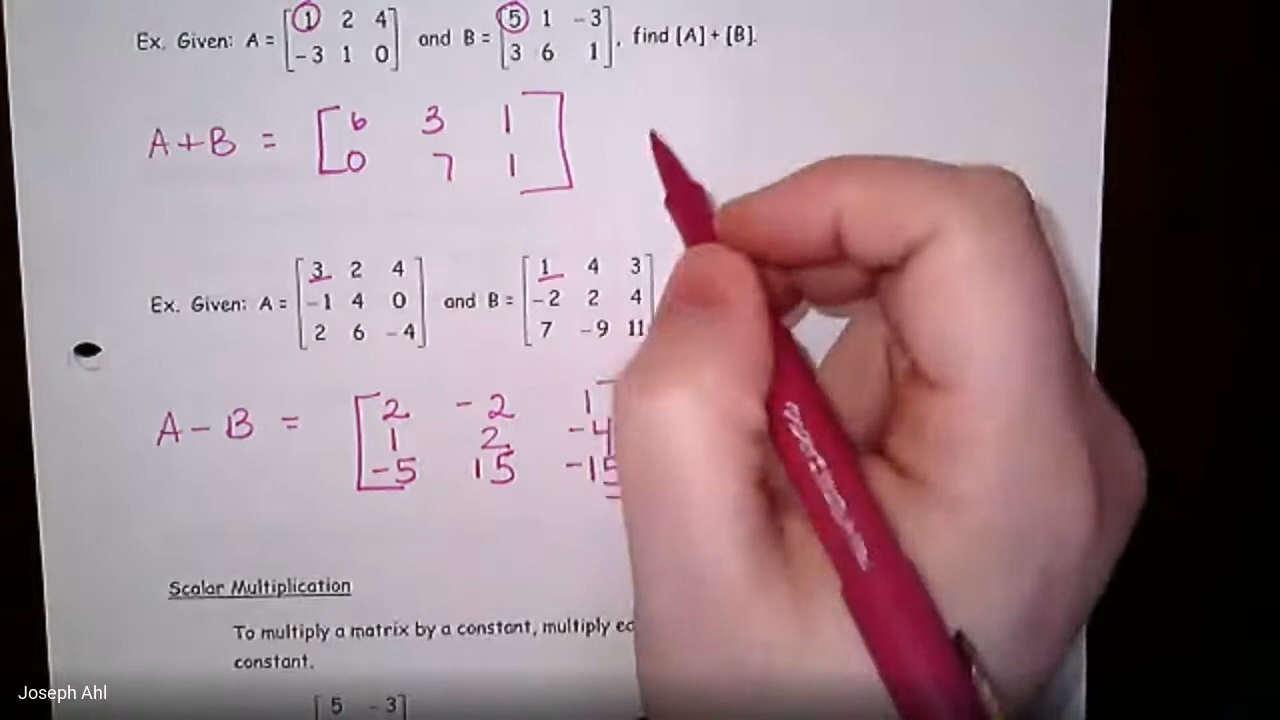 Ex. Given: A = [1 2 4] and B = [5 1 -3], find [A] + [B].
[-3 1 0] [3 6 1]
A+B = [6 3 1]
[0 7 1]
[3 2 4] [1 4 3]
Ex. Given: A = [-1 4 0] and B = [-2 2 4]
[2 6 -4] [7 -9 11]
A-B = [2 -2 1]
[1 2 -4]
[-5 15 -15]
Scalar Multiplication
To multiply a matrix by a constant, multiply
constant.
[5 -3]
Joseph Ahl